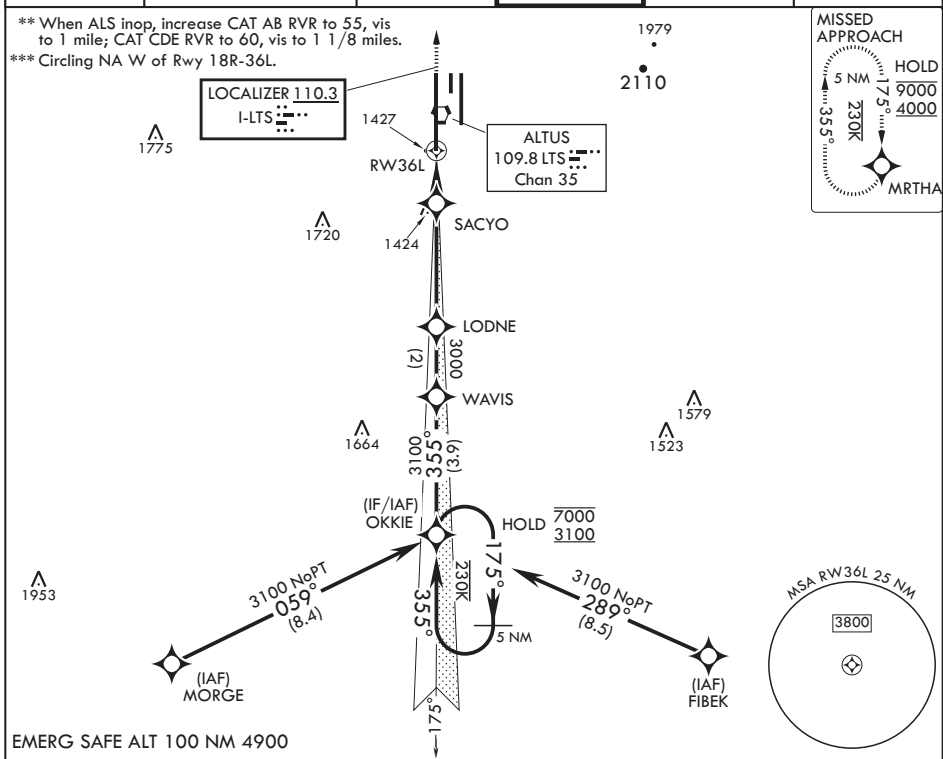 ** When ALS inop, increase CAT AB RVR to 55, vis
to 1 mile; CAT CDE RVR to 60, vis to 1 1/8 miles.
*** Circling NA W of Rwy 18R-36L.
LOCALIZER 110.3
I-LTS
1979
2110
MISSED
APPROACH
HOLD
9000
4000
5 NM
175°
230K
355°
MRTHA
1775
1427
RW36L
ALTUS
109.8 LTS
Chan 35
1720
1424
SACYO
LODNE
(2)
3000
WAVIS
1579
1523
1664
3100
355°
(3.9)
(IF/IAF)
OKKIE
HOLD
7000
3100
175°
230K
355°
5 NM
1953
3100 NoPT
059°
(8.4)
3100 NoPT
289°
(8.5)
MSA RW36L 25 NM
3800
(IAF)
MORGE
(IAF)
FIBEK
175°
EMERG SAFE ALT 100 NM 4900